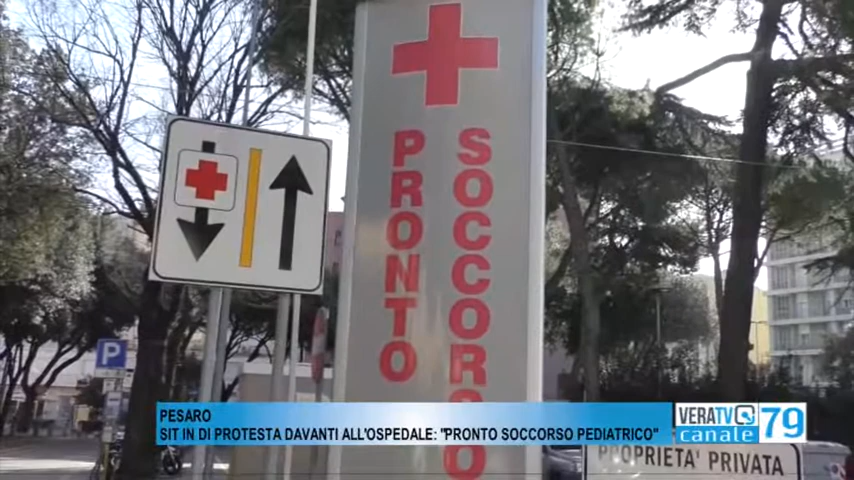 PRONTO
SOCCORSO
P
PESARO
SIT IN DI PROTESTA DAVANTI ALL'OSPEDALE: "PRONTO SOCCORSO PEDIATRICO"
VERATV
canale 79
PROPRIETA' PRIVATA